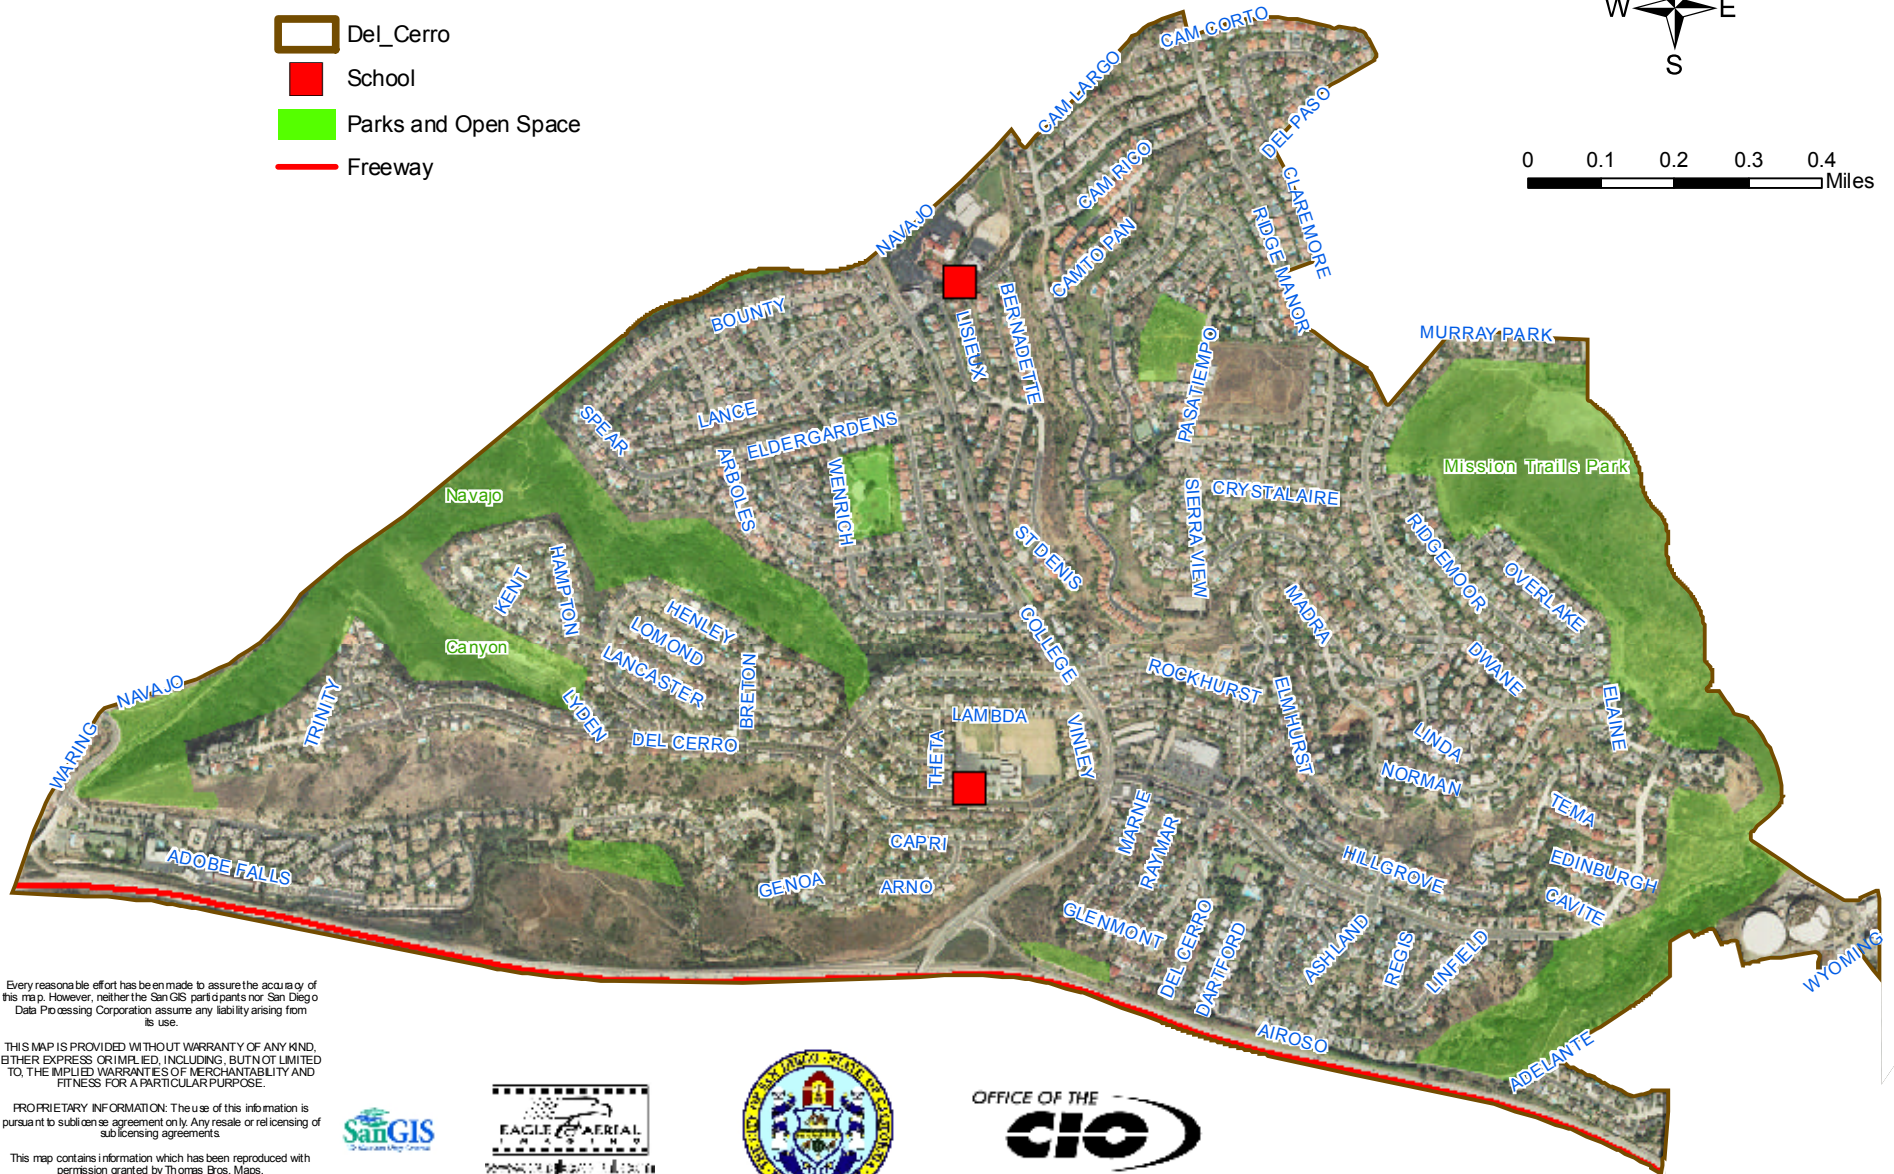 Del_Cerro
School
Parks and Open Space
Freeway
W E
S
0 0.1 0.2 0.3 0.4
Miles
CAM CORTO
CAM LARGO
DEL PASO
CAM RICO
CLAREMORE
NAVAJO
CAMTO PAN
RIDGE MANOR
BERNADETTE
BOUNTY
LISIEUX
MURRAY PARK
PASATIEMPO
SPEAR
LANCE
ELDERGARDENS
ARBOLES
WENRICH
Mission Trails Park
Navajo
CRYSTALAIRE
SIERRA VIEW
ST DENIS
RIDGEMOOR
OVERLAKE
KENT
HAMPTON
HENLEY
LOMOND
LANCASTER
BRETON
COLLEGE
MADRA
Canyon
DWANE
ROCKHURST
ELMHURST
ELAINE
NAVAJO
TRINITY
LYDEN
DEL CERRO
LAMBDA
THETA
VINLEY
LINDA
NORMAN
WARING
TEMA
MARNE
RAYMAR
CAPRI
HILLGROVE
EDINBURGH
ADOBE FALLS
GENOA
ARNO
CAVITE
GLENMONT
DEL CERRO
DARTFORD
ASHLAND
REGIS
LINFIELD
WYOMING
AIROSO
ADELANTE
Every reasonable effort has been made to assure the accuracy of
this map. However, neither the SanGIS participants nor San Diego
Data Processing Corporation assume any liability arising from
its use.
THIS MAP IS PROVIDED WITHOUT WARRANTY OF ANY KIND,
EITHER EXPRESS OR IMPLIED, INCLUDING, BUT NOT LIMITED
TO, THE IMPLIED WARRANTIES OF MERCHANTABILITY AND
FITNESS FOR A PARTICULAR PURPOSE.
PROPRIETARY INFORMATION: The use of this information is
pursuant to sublicense agreement only. Any resale or relicensing of
sublicensing agreements.
This map contains information which has been reproduced with
permission granted by Thomas Bros. Maps.
SanGIS
EAGLE AERIAL
IMAGING
OFFICE OF THE
CIO